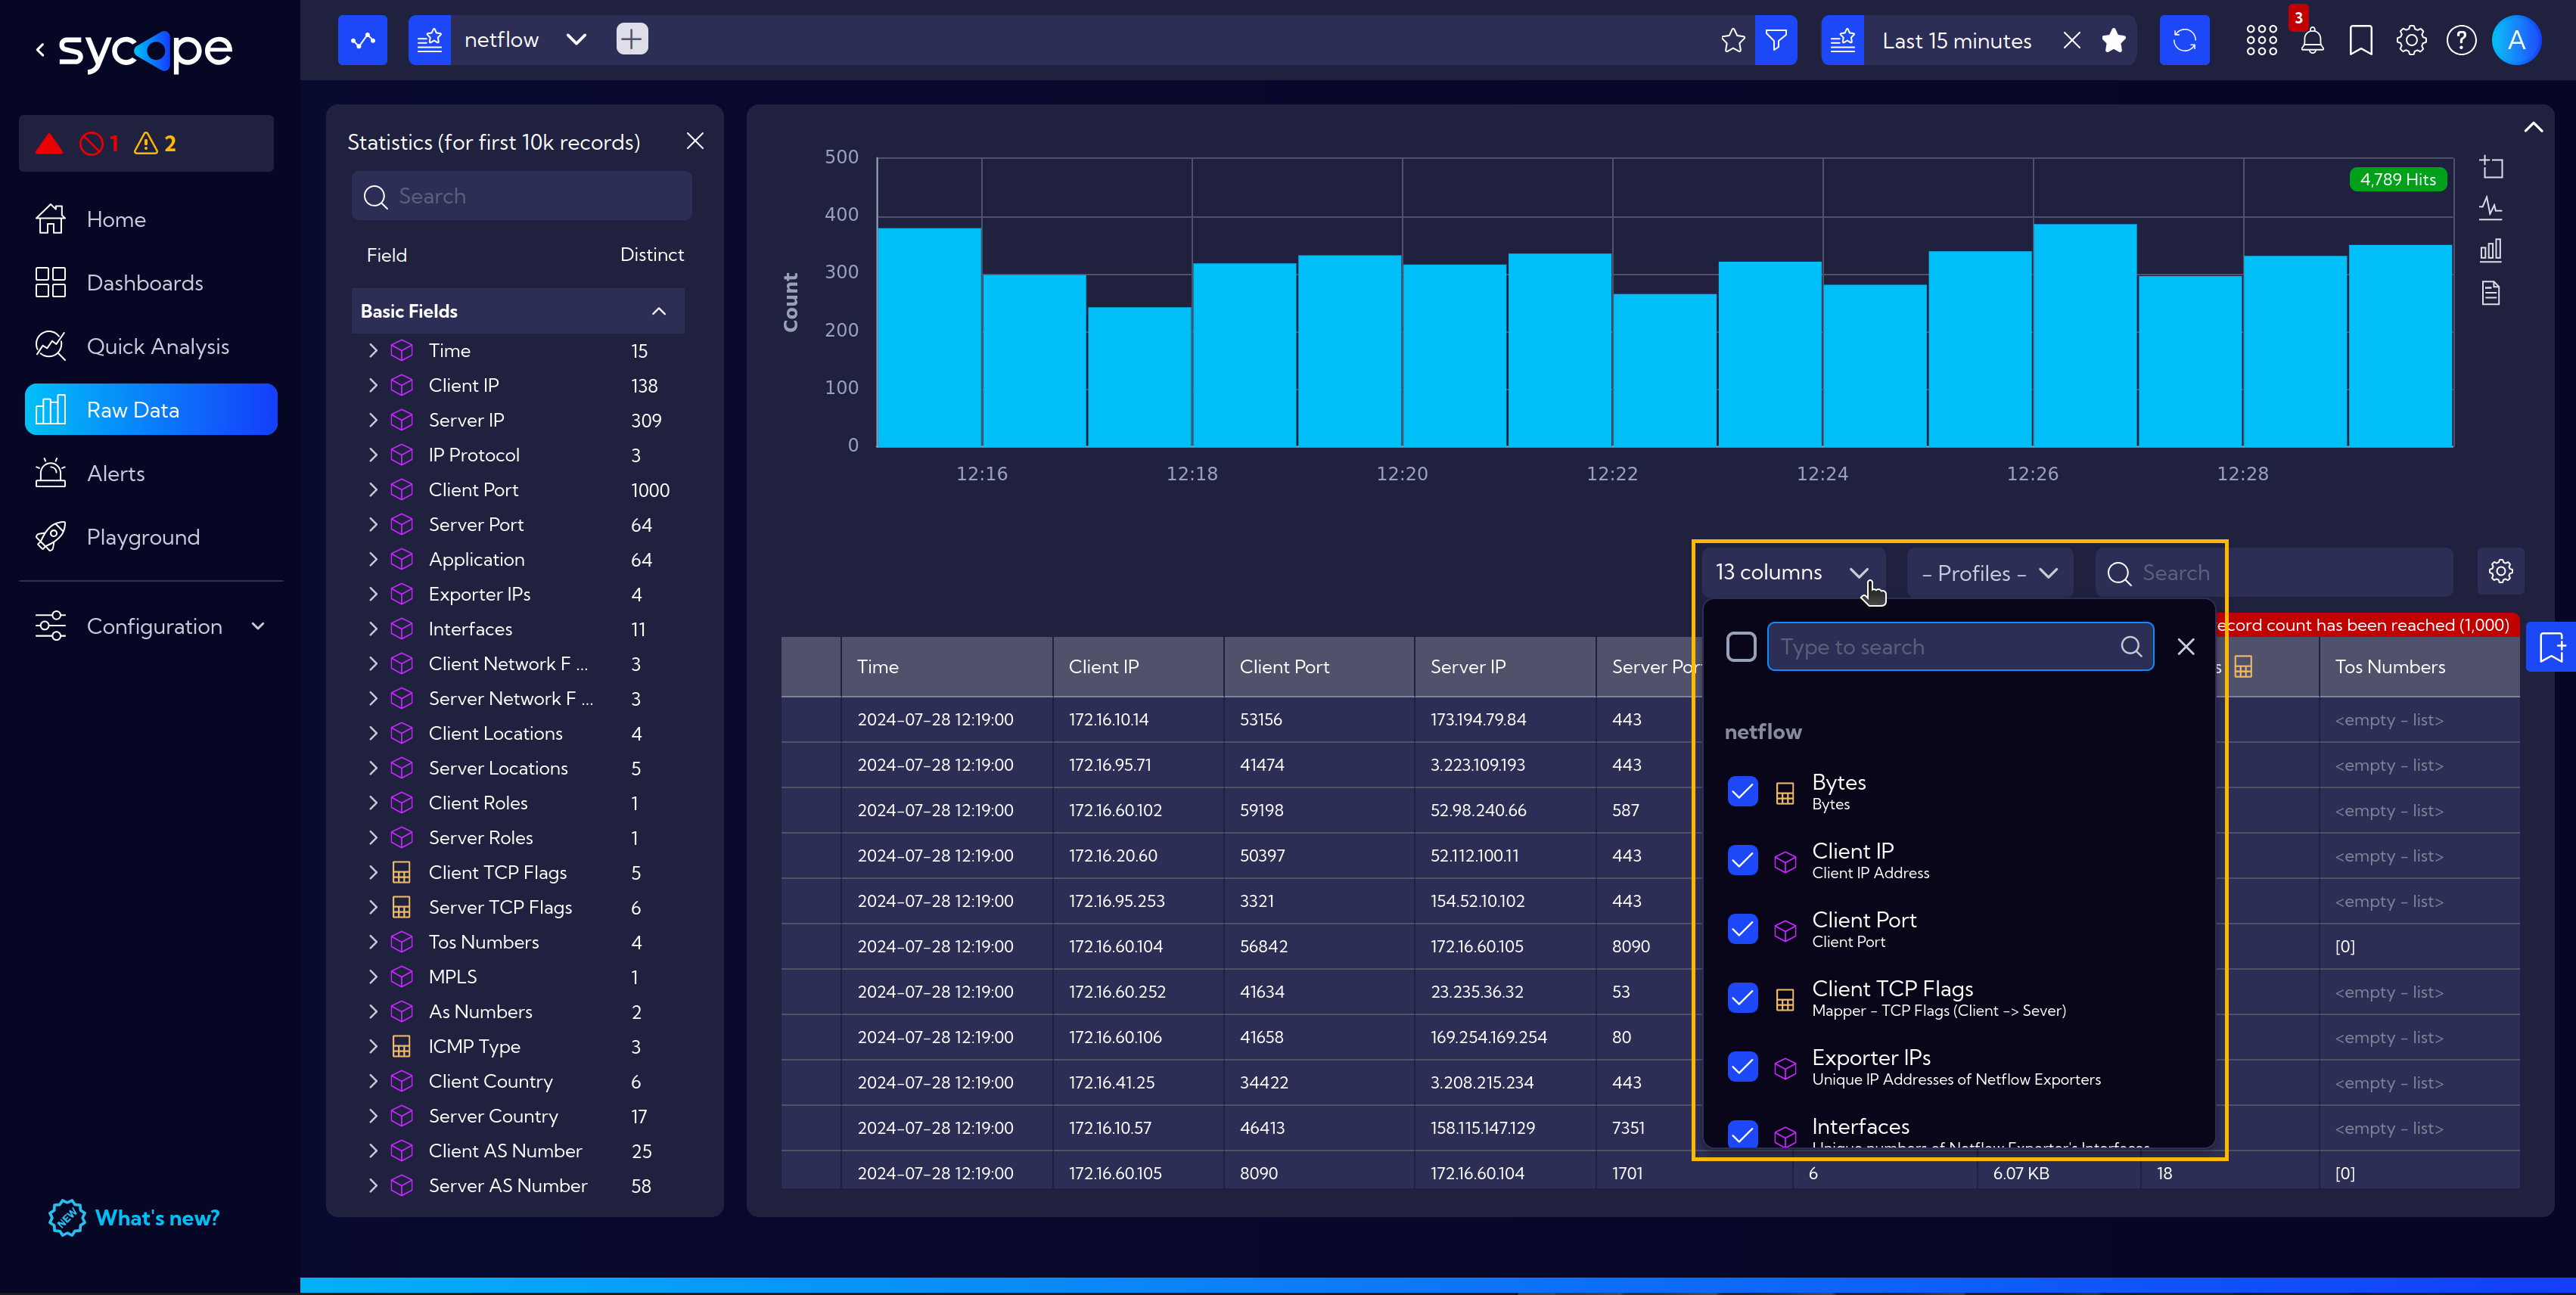 sycope
netflow
Last 15 minutes
3
A
1 2
Home
Dashboards
Quick Analysis
Raw Data
Alerts
Playground
Configuration
NEW What's new?
Statistics (for first 10k records)
Search
Field Distinct
Basic Fields
Time 15
Client IP 138
Server IP 309
IP Protocol 3
Client Port 1000
Server Port 64
Application 64
Exporter IPs 4
Interfaces 11
Client Network F ... 3
Server Network F ... 3
Client Locations 4
Server Locations 5
Client Roles 1
Server Roles 1
Client TCP Flags 5
Server TCP Flags 6
Tos Numbers 4
MPLS 1
As Numbers 2
ICMP Type 3
Client Country 6
Server Country 17
Client AS Number 25
Server AS Number 58
Count
500
400
300
200
100
0
4,789 Hits
12:16 12:18 12:20 12:22 12:24 12:26 12:28
13 columns - Profiles - Search
ecord count has been reached (1,000)
Time Client IP Client Port Server IP Server Por s Tos Numbers
2024-07-28 12:19:00 172.16.10.14 53156 173.194.79.84 443 <empty - list>
2024-07-28 12:19:00 172.16.95.71 41474 3.223.109.193 443 <empty - list>
2024-07-28 12:19:00 172.16.60.102 59198 52.98.240.66 587 <empty - list>
2024-07-28 12:19:00 172.16.20.60 50397 52.112.100.11 443 <empty - list>
2024-07-28 12:19:00 172.16.95.253 3321 154.52.10.102 443 <empty - list>
2024-07-28 12:19:00 172.16.60.104 56842 172.16.60.105 8090 [0]
2024-07-28 12:19:00 172.16.60.252 41634 23.235.36.32 53 <empty - list>
2024-07-28 12:19:00 172.16.60.106 41658 169.254.169.254 80 <empty - list>
2024-07-28 12:19:00 172.16.41.25 34422 3.208.215.234 443 <empty - list>
2024-07-28 12:19:00 172.16.10.57 46413 158.115.147.129 7351 <empty - list>
2024-07-28 12:19:00 172.16.60.105 8090 172.16.60.104 1701 6 6.07 KB 18 [0]
Type to search
netflow
Bytes
Bytes
Client IP
Client IP Address
Client Port
Client Port
Client TCP Flags
Mapper - TCP Flags (Client -> Sever)
Exporter IPs
Unique IP Addresses of Netflow Exporters
Interfaces
Unique numbers of Netflow Exporter's Interfaces